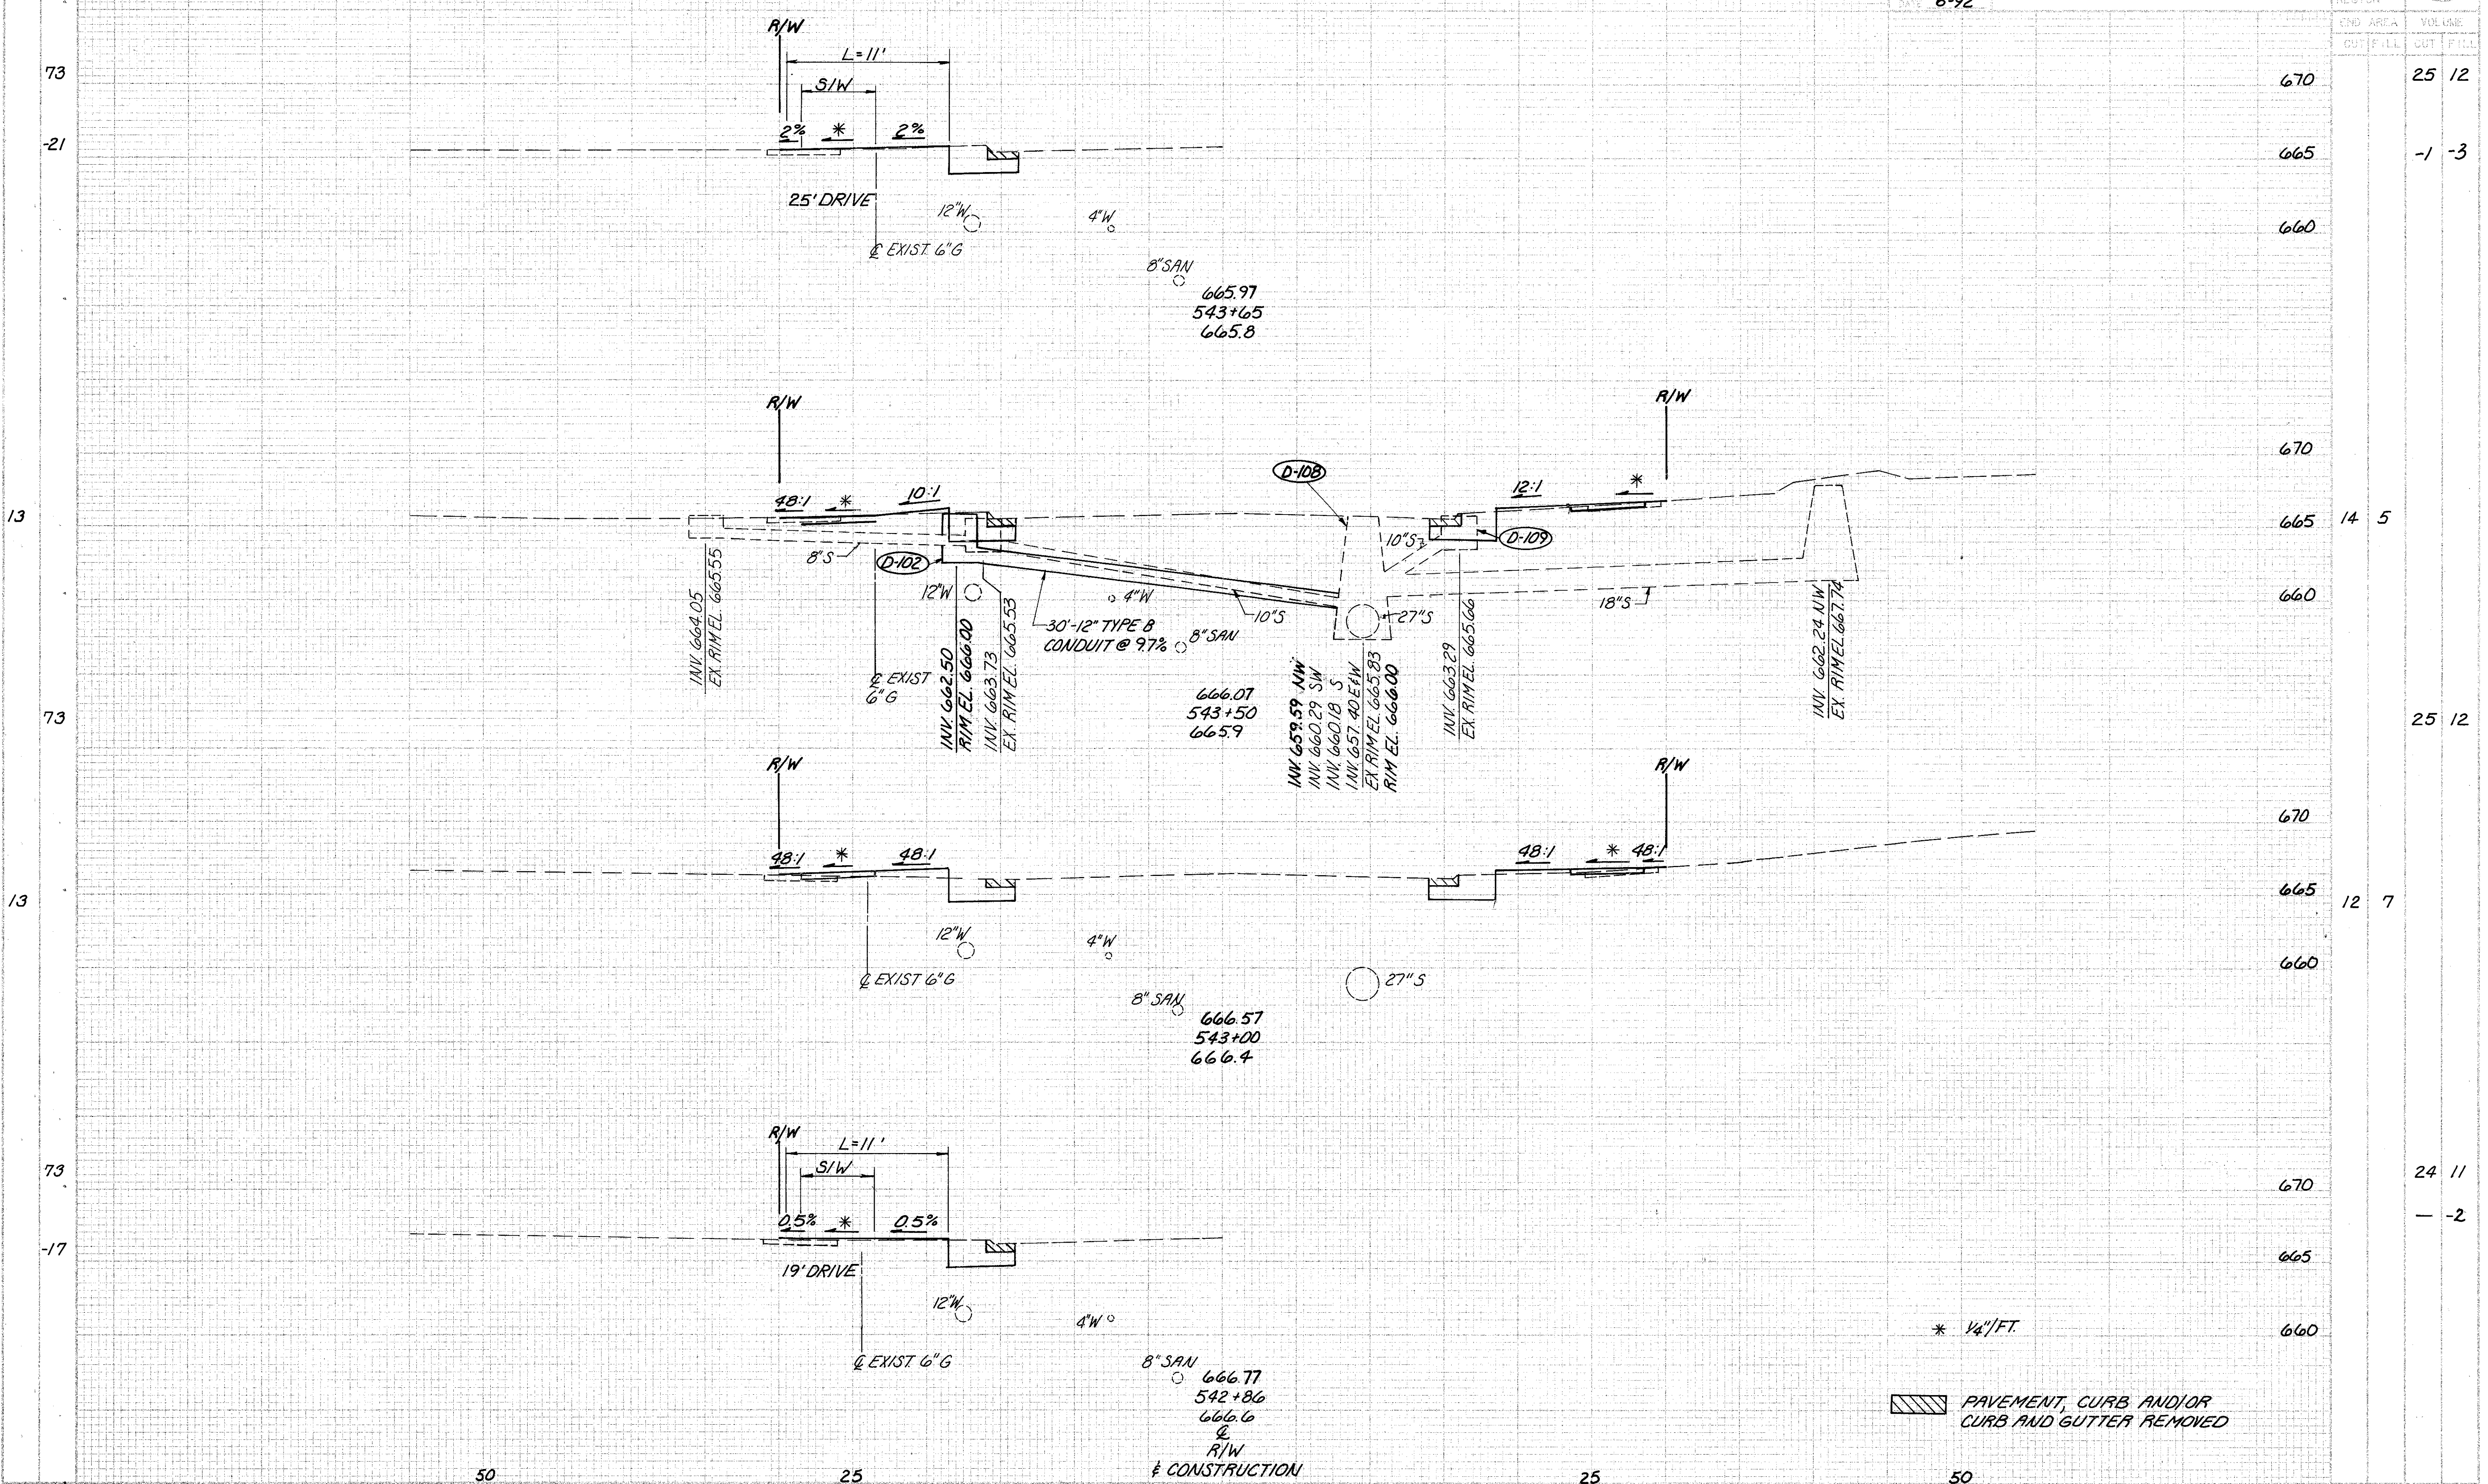 6-92
END AREA VOLUME
CUT FILL CUT FILL
R/W
L=11'
73
S/W
670
25 12
2% * 2%
-21
665
-1 -3
25' DRIVE
12"W
4"W
660
℄ EXIST. 6"G
8"SAN
665.97
543+65
665.8
R/W
R/W
670
D-108
48:1 * 10:1
12:1 *
13
665
14 5
10"S
D-109
8"S
D-102
12"W
4"W
10"S
27"S
18"S
660
30'-12" TYPE B
CONDUIT @ 9.7%
8"SAN
INV. 664.05
EX. RIM EL. 665.55
℄ EXIST
6"G
INV. 662.50
RIM EL. 666.00
INV. 663.73
EX. RIM EL. 665.53
666.07
543+50
665.9
INV. 659.59 NW
INV. 660.29 SW
INV. 660.18 S
INV. 657.40 E&W
EX. RIM EL. 665.83
RIM EL. 666.00
INV. 663.29
EX. RIM EL. 665.66
INV. 662.24 NW
EX. RIM EL. 667.74
73
25 12
R/W
R/W
670
48:1 * 48:1
48:1 * 48:1
13
665
12 7
12"W
4"W
660
℄ EXIST 6"G
27"S
8"SAN
666.57
543+00
666.4
R/W
L=11'
73
S/W
24 11
670
0.5% * 0.5%
— -2
-17
665
19' DRIVE
12"W
4"W
* 1/4"/FT.
660
℄ EXIST. 6"G
8"SAN
666.77
542+86
666.6
℄
R/W
& CONSTRUCTION
PAVEMENT, CURB AND/OR
CURB AND GUTTER REMOVED
50 25 25 50